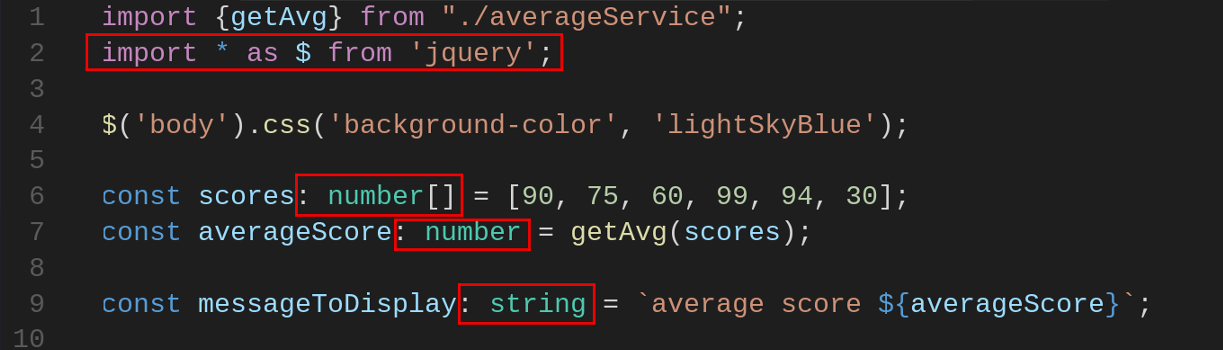 1 import {getAvg} from "./averageService";
2 import * as $ from 'jquery';
3
4 $('body').css('background-color', 'lightSkyBlue');
5
6 const scores: number[] = [90, 75, 60, 99, 94, 30];
7 const averageScore: number = getAvg(scores);
8
9 const messageToDisplay: string = `average score ${averageScore}`;
10